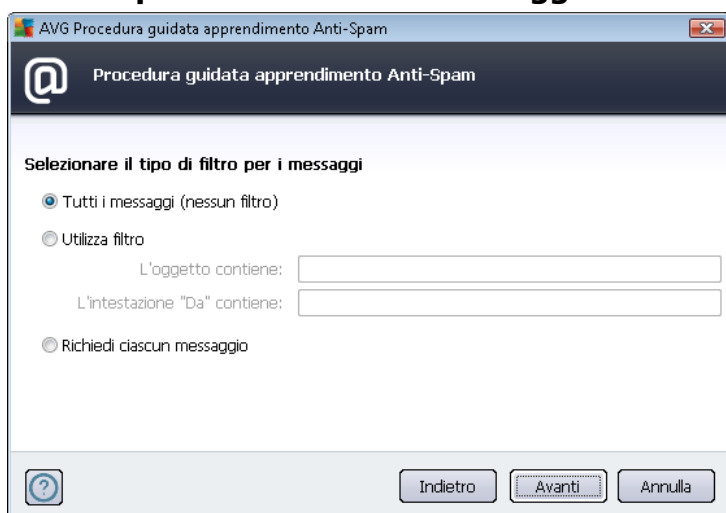 AVG Procedura guidata apprendimento Anti-Spam
Procedura guidata apprendimento Anti-Spam
Selezionare il tipo di filtro per i messaggi
Tutti i messaggi (nessun filtro)
Utilizza filtro
L'oggetto contiene:
L'intestazione "Da" contiene:
Richiedi ciascun messaggio
Indietro Avanti Annulla